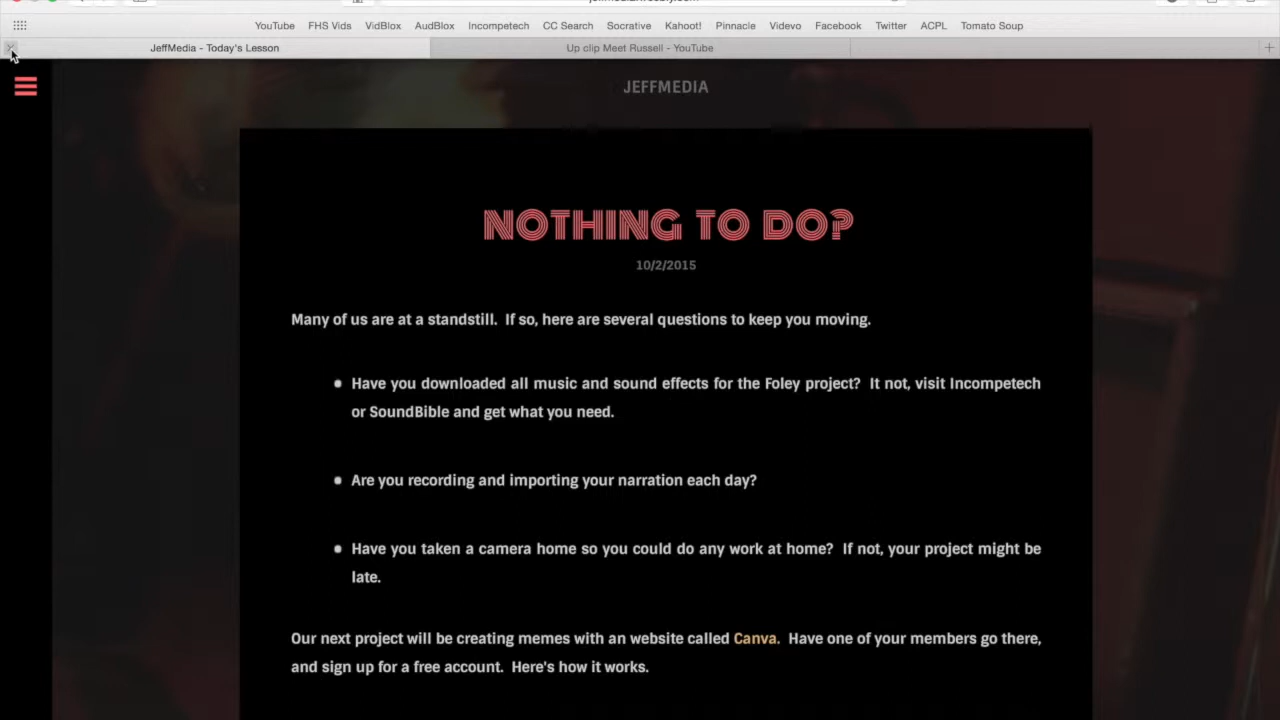 YouTube FHS Vids VidBlox AudBlox Incompetech CC Search Socrative Kahoot! Pinnacle Videvo Facebook Twitter ACPL Tomato Soup
JeffMedia - Today's Lesson Up clip Meet Russell - YouTube
JEFFMEDIA
NOTHING TO DO?
10/2/2015
Many of us are at a standstill. If so, here are several questions to keep you moving.
Have you downloaded all music and sound effects for the Foley project? It not, visit Incompetech
or SoundBible and get what you need.
Are you recording and importing your narration each day?
Have you taken a camera home so you could do any work at home? If not, your project might be
late.
Our next project will be creating memes with an website called Canva. Have one of your members go there,
and sign up for a free account. Here's how it works.